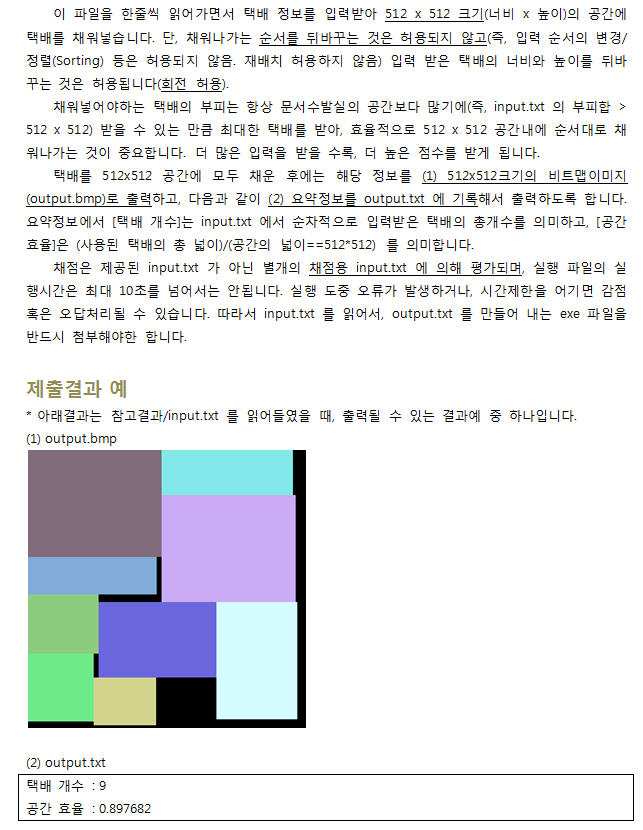 이 파일을 한줄씩 읽어가면서 택배 정보를 입력받아 512 x 512 크기(너비 x 높이)의 공간에
택배를 채워넣습니다. 단, 채워나가는 순서를 뒤바꾸는 것은 허용되지 않고(즉, 입력 순서의 변경/
정렬(Sorting) 등은 허용되지 않음. 재배치 허용하지 않음) 입력 받은 택배의 너비와 높이를 뒤바
꾸는 것은 허용됩니다(회전 허용).
채워넣어야하는 택배의 부피는 항상 문서수발실의 공간보다 많기에(즉, input.txt 의 부피합 >
512 x 512) 받을 수 있는 만큼 최대한 택배를 받아, 효율적으로 512 x 512 공간내에 순서대로 채
워나가는 것이 중요합니다. 더 많은 입력을 받을 수록, 더 높은 점수를 받게 됩니다.
택배를 512x512 공간에 모두 채운 후에는 해당 정보를 (1) 512x512크기의 비트맵이미지
(output.bmp)로 출력하고, 다음과 같이 (2) 요약정보를 output.txt 에 기록해서 출력하도록 합니다.
요약정보에서 [택배 개수]는 input.txt 에서 순차적으로 입력받은 택배의 총개수를 의미하고, [공간
효율]은 (사용된 택배의 총 넓이)/(공간의 넓이==512*512) 를 의미합니다.
채점은 제공된 input.txt 가 아닌 별개의 채점용 input.txt 에 의해 평가되며, 실행 파일의 실
행시간은 최대 10초를 넘어서는 안됩니다. 실행 도중 오류가 발생하거나, 시간제한을 어기면 감점
혹은 오답처리될 수 있습니다. 따라서 input.txt 를 읽어서, output.txt 를 만들어 내는 exe 파일을
반드시 첨부해야한 합니다.
제출결과 예
* 아래결과는 참고결과/input.txt 를 읽어들였을 때, 출력될 수 있는 결과예 중 하나입니다.
(1) output.bmp
(2) output.txt
택배 개수 : 9
공간 효율 : 0.897682